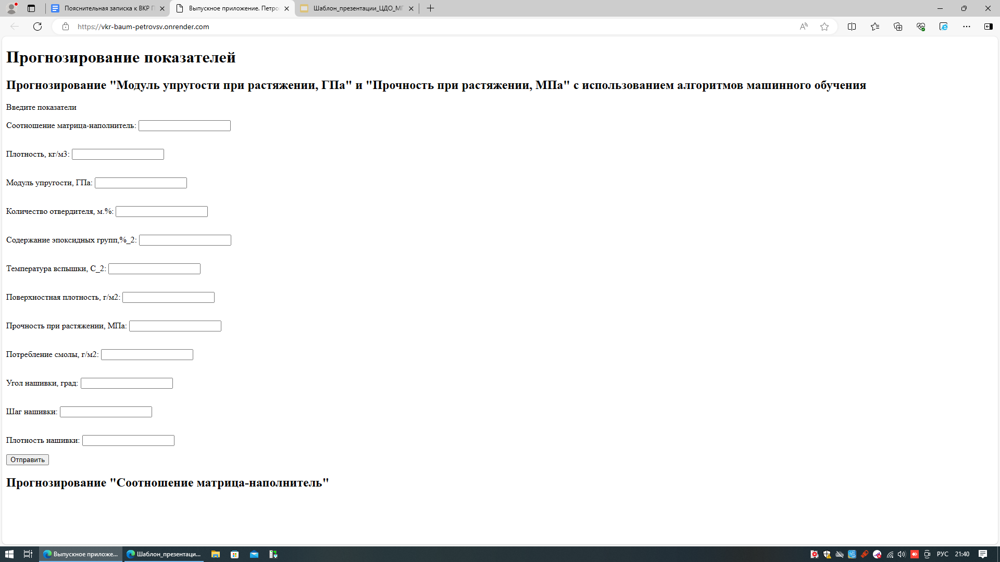 Пояснительная записка к ВКР П
Выпускное приложение. Петро
Шаблон_презентации_ЦДО_МГ
https://vkr-baum-petrovsv.onrender.com
Прогнозирование показателей
Прогнозирование "Модуль упругости при растяжении, ГПа" и "Прочность при растяжении, МПа" с использованием алгоритмов машинного обучения
Введите показатели
Соотношение матрица-наполнитель:
Плотность, кг/м3:
Модуль упругости, ГПа:
Количество отвердителя, м.%:
Содержание эпоксидных групп,%_2:
Температура вспышки, С_2:
Поверхностная плотность, г/м2:
Прочность при растяжении, МПа:
Потребление смолы, г/м2:
Угол нашивки, град:
Шаг нашивки:
Плотность нашивки:
Отправить
Прогнозирование "Соотношение матрица-наполнитель"
Выпускное приложе...
Шаблон_презентаци...
РУС
21:40